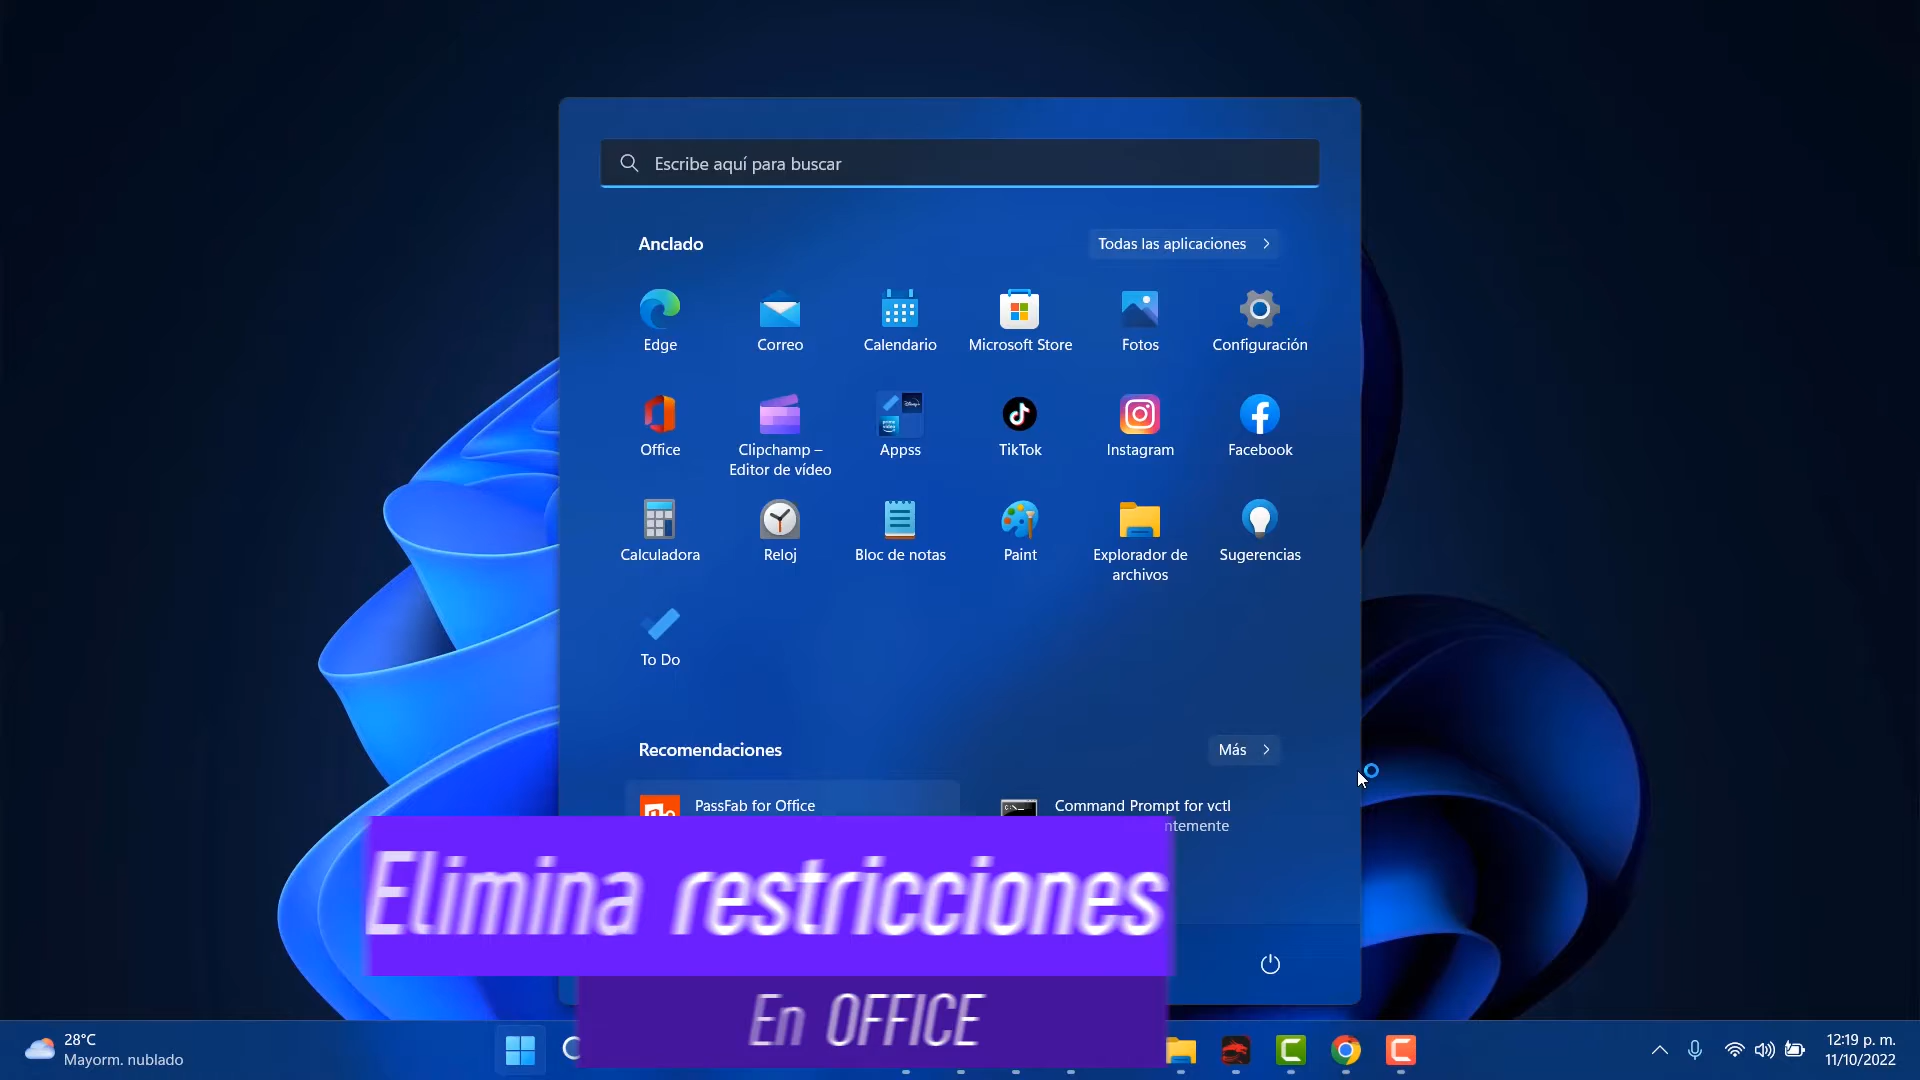 Escribe aquí para buscar
Anclado
Todas las aplicaciones
Edge
Correo
Calendario
Microsoft Store
Fotos
Configuración
Office
Clipchamp –
Editor de vídeo
Appss
TikTok
Instagram
Facebook
Calculadora
Reloj
Bloc de notas
Paint
Explorador de
archivos
Sugerencias
To Do
Recomendaciones
Más
PassFab for Office
Command Prompt for vctl
Elimina restricciones
En OFFICE
28°C
Mayorm. nublado
12:19 p. m.
11/10/2022